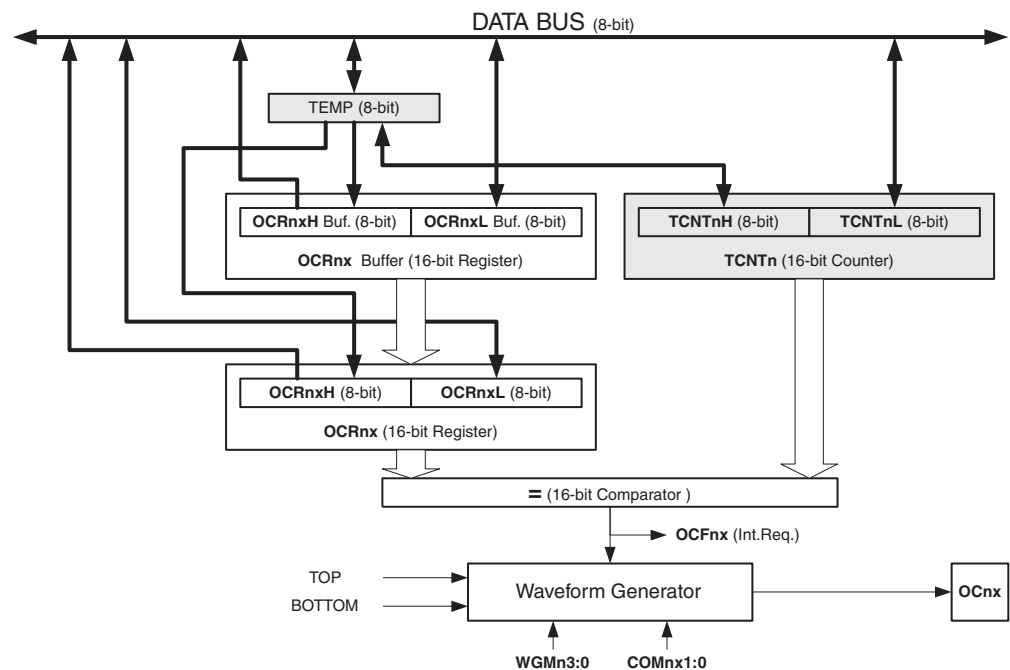 DATA BUS (8-bit)
TEMP (8-bit)
OCRnxH Buf. (8-bit) OCRnxL Buf. (8-bit)
OCRnx Buffer (16-bit Register)
TCNTnH (8-bit) TCNTnL (8-bit)
TCNTn (16-bit Counter)
OCRnxH (8-bit) OCRnxL (8-bit)
OCRnx (16-bit Register)
= (16-bit Comparator )
OCFnx (Int.Req.)
TOP
BOTTOM
Waveform Generator
OCnx
WGMn3:0 COMnx1:0